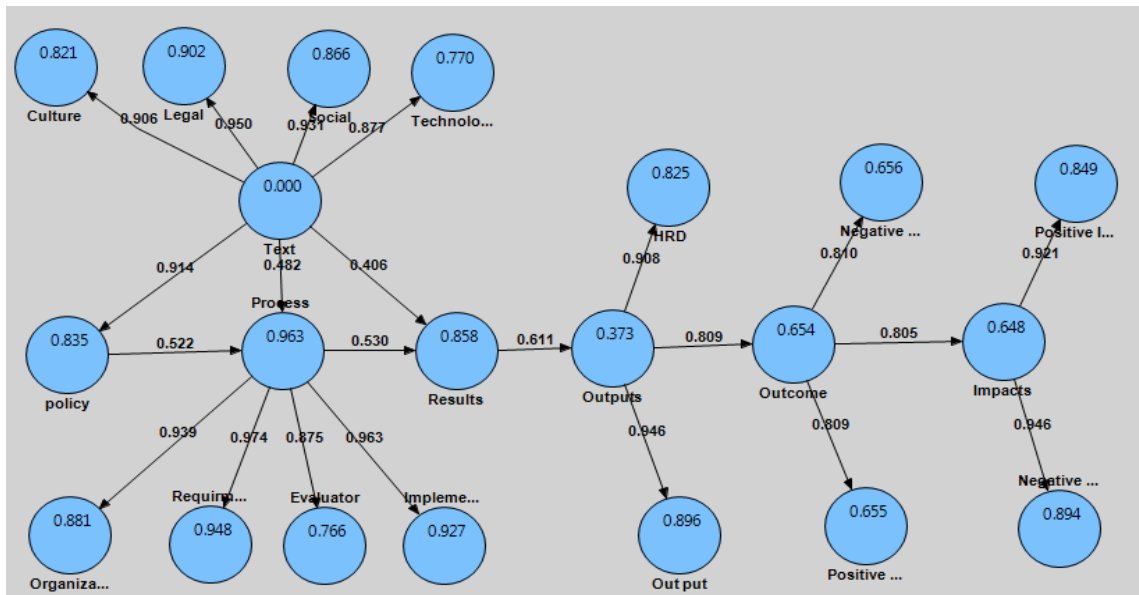 0.821
0.902
0.866
0.770
Culture
0.906
Legal
0.950
0.931
social
0.877
Technolo...
0.000
Text
0.825
HRD
0.908
0.656
Negative ...
0.810
0.849
Positive I...
0.921
0.914
0.482
0.406
Process
0.835
policy
0.522
0.963
0.530
0.858
Results
0.611
0.373
Outputs
0.809
0.654
Outcome
0.805
0.648
Impacts
0.939
0.974
0.875
0.963
0.946
0.809
0.946
Requirm...
Evaluator
Impleme...
Negative ...
0.881
Organiza...
0.948
0.766
0.927
0.896
Out put
0.655
Positive ...
0.894